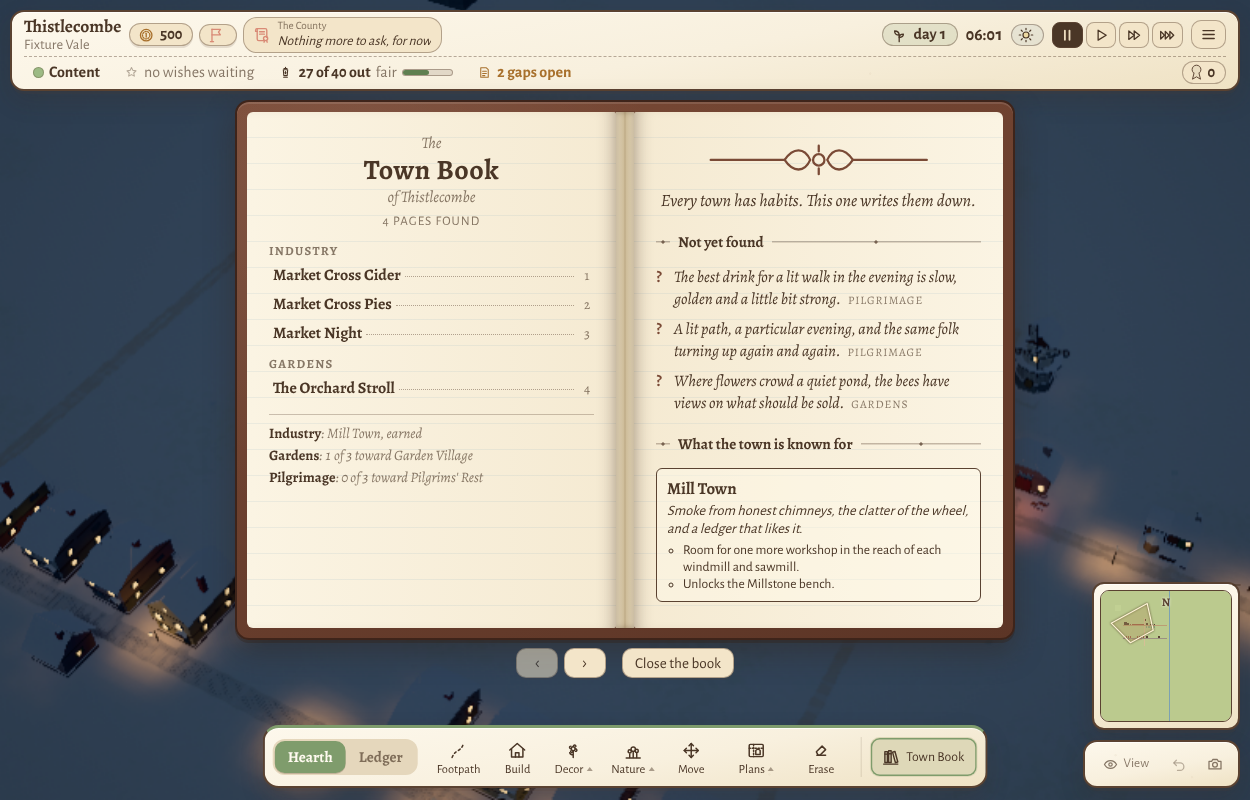 Thistlecombe
Fixture Vale
500
The County
Nothing more to ask, for now
day 1
06:01
Content
no wishes waiting
27 of 40 out fair
2 gaps open
0
The
Town Book
of Thistlecombe
4 PAGES FOUND
INDUSTRY
Market Cross Cider 1
Market Cross Pies 2
Market Night 3
GARDENS
The Orchard Stroll 4
Industry: Mill Town, earned
Gardens: 1 of 3 toward Garden Village
Pilgrimage: 0 of 3 toward Pilgrims' Rest
Every town has habits. This one writes them down.
Not yet found
? The best drink for a lit walk in the evening is slow,
golden and a little bit strong. PILGRIMAGE
? A lit path, a particular evening, and the same folk
turning up again and again. PILGRIMAGE
? Where flowers crowd a quiet pond, the bees have
views on what should be sold. GARDENS
What the town is known for
Mill Town
Smoke from honest chimneys, the clatter of the wheel,
and a ledger that likes it.
Room for one more workshop in the reach of each
windmill and sawmill.
Unlocks the Millstone bench.
N
‹ › Close the book
Hearth
Ledger
Footpath
Build
Decor
Nature
Move
Plans
Erase
Town Book
View